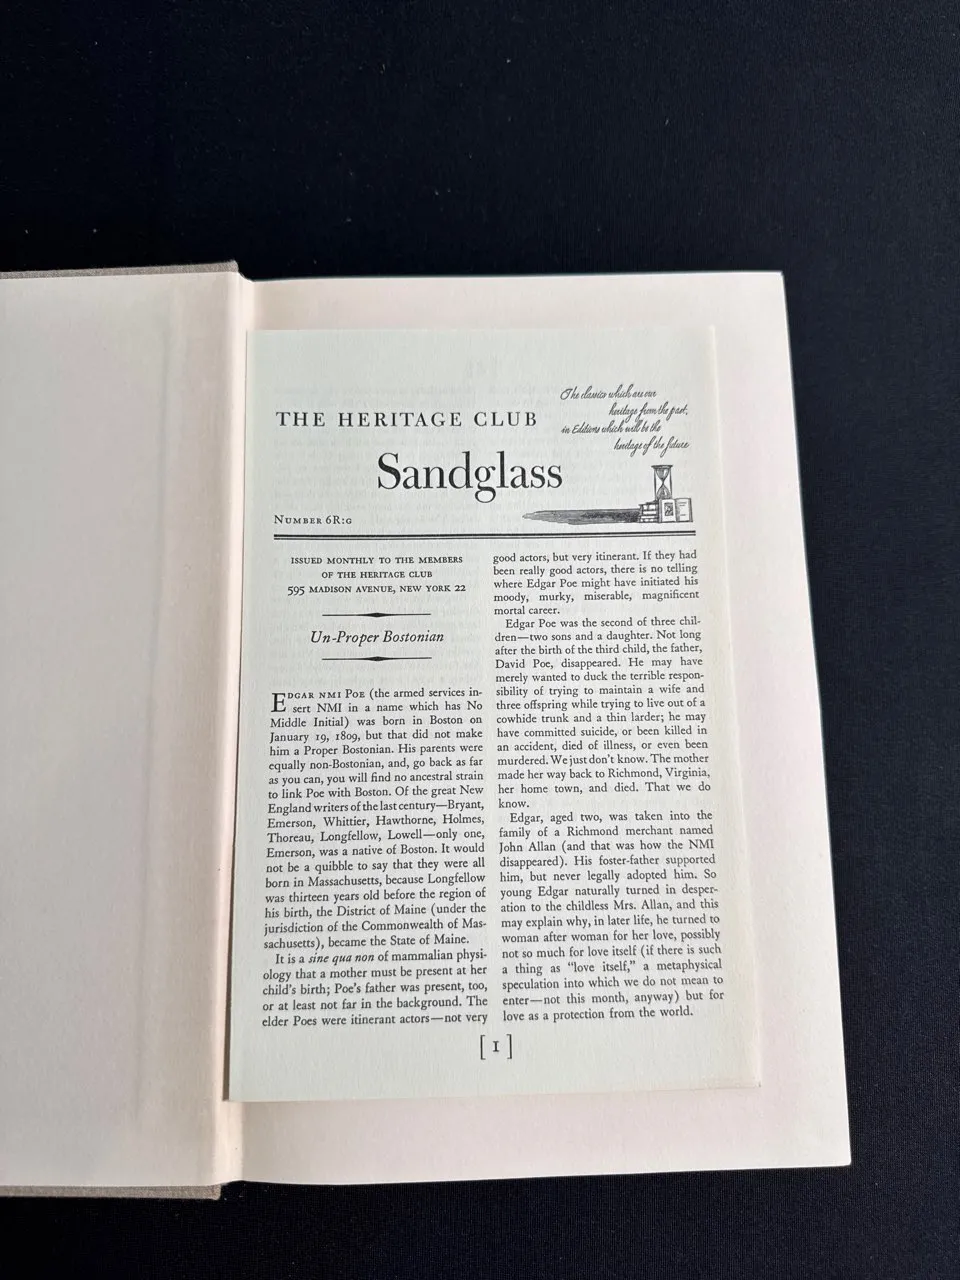 The classics which are our
heritage from the past,
in Editions which will be the
heritage of the future
THE HERITAGE CLUB
Sandglass
NUMBER 6R:G
ISSUED MONTHLY TO THE MEMBERS
OF THE HERITAGE CLUB
595 MADISON AVENUE, NEW YORK 22
Un-Proper Bostonian
EDGAR NMI POE (the armed services in-
sert NMI in a name which has No
Middle Initial) was born in Boston on
January 19, 1809, but that did not make
him a Proper Bostonian. His parents were
equally non-Bostonian, and, go back as far
as you can, you will find no ancestral strain
to link Poe with Boston. Of the great New
England writers of the last century—Bryant,
Emerson, Whittier, Hawthorne, Holmes,
Thoreau, Longfellow, Lowell—only one,
Emerson, was a native of Boston. It would
not be a quibble to say that they were all
born in Massachusetts, because Longfellow
was thirteen years old before the region of
his birth, the District of Maine (under the
jurisdiction of the Commonwealth of Mas-
sachusetts), became the State of Maine.
It is a sine qua non of mammalian physi-
ology that a mother must be present at her
child's birth; Poe's father was present, too,
or at least not far in the background. The
elder Poes were itinerant actors—not very
good actors, but very itinerant. If they had
been really good actors, there is no telling
where Edgar Poe might have initiated his
moody, murky, miserable, magnificent
mortal career.
Edgar Poe was the second of three chil-
dren—two sons and a daughter. Not long
after the birth of the third child, the father,
David Poe, disappeared. He may have
merely wanted to duck the terrible respon-
sibility of trying to maintain a wife and
three offspring while trying to live out of a
cowhide trunk and a thin larder; he may
have committed suicide, or been killed in
an accident, died of illness, or even been
murdered. We just don't know. The mother
made her way back to Richmond, Virginia,
her home town, and died. That we do
know.
Edgar, aged two, was taken into the
family of a Richmond merchant named
John Allan (and that was how the NMI
disappeared). His foster-father supported
him, but never legally adopted him. So
young Edgar naturally turned in desper-
ation to the childless Mrs. Allan, and this
may explain why, in later life, he turned to
woman after woman for her love, possibly
not so much for love itself (if there is such
a thing as "love itself," a metaphysical
speculation into which we do not mean to
enter—not this month, anyway) but for
love as a protection from the world.
[ 1 ]